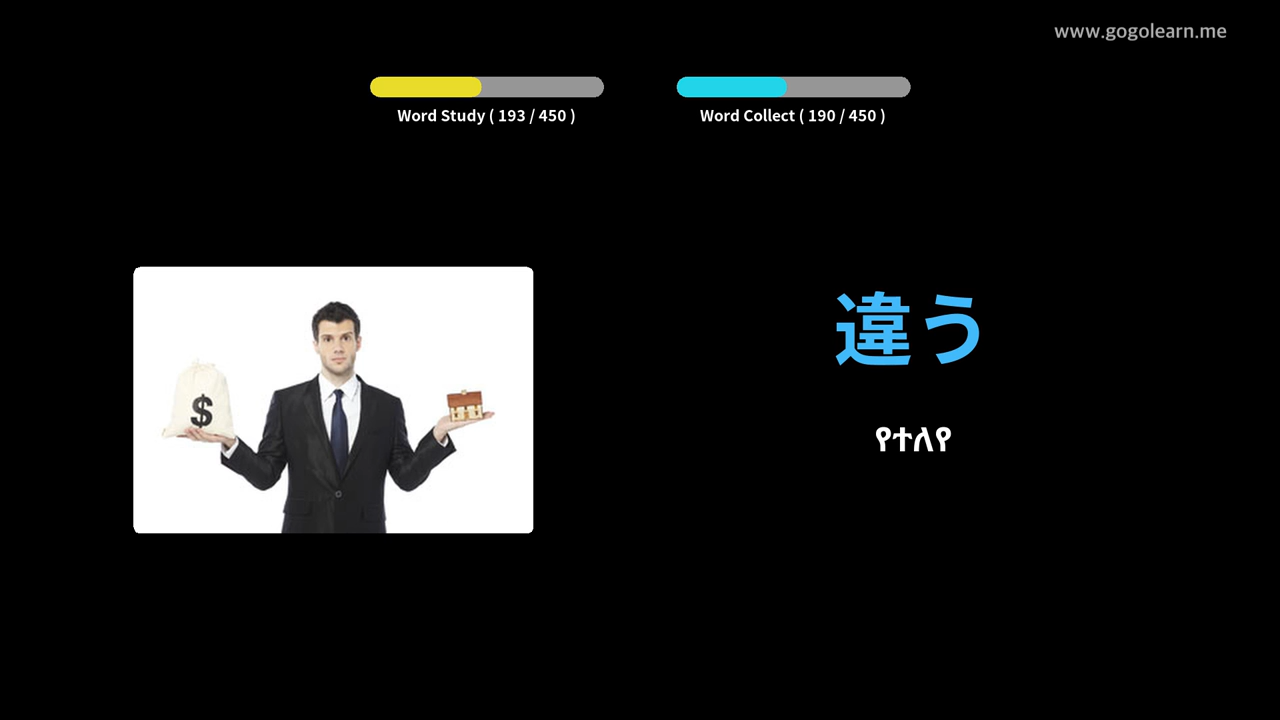 www.gogolearn.me
Word Study ( 193 / 450 )
Word Collect ( 190 / 450 )
$
違う
የተለየ